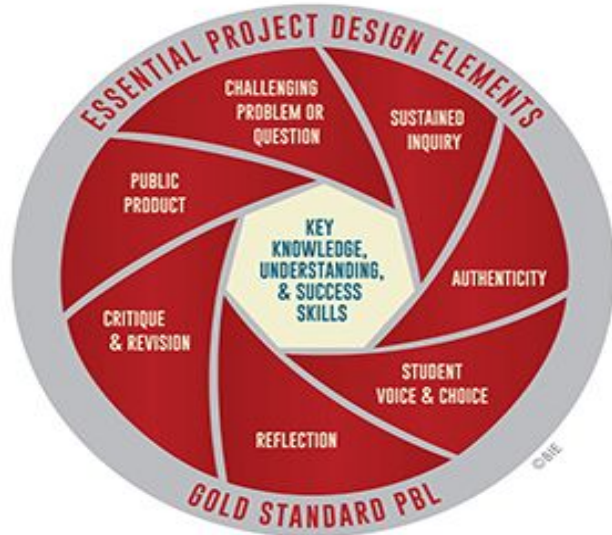 ESSENTIAL PROJECT DESIGN ELEMENTS
CHALLENGING
PROBLEM OR
QUESTION
SUSTAINED
INQUIRY
AUTHENTICITY
STUDENT
VOICE & CHOICE
REFLECTION
CRITIQUE
& REVISION
PUBLIC
PRODUCT
KEY
KNOWLEDGE,
UNDERSTANDING,
& SUCCESS
SKILLS
GOLD STANDARD PBL
©BIE